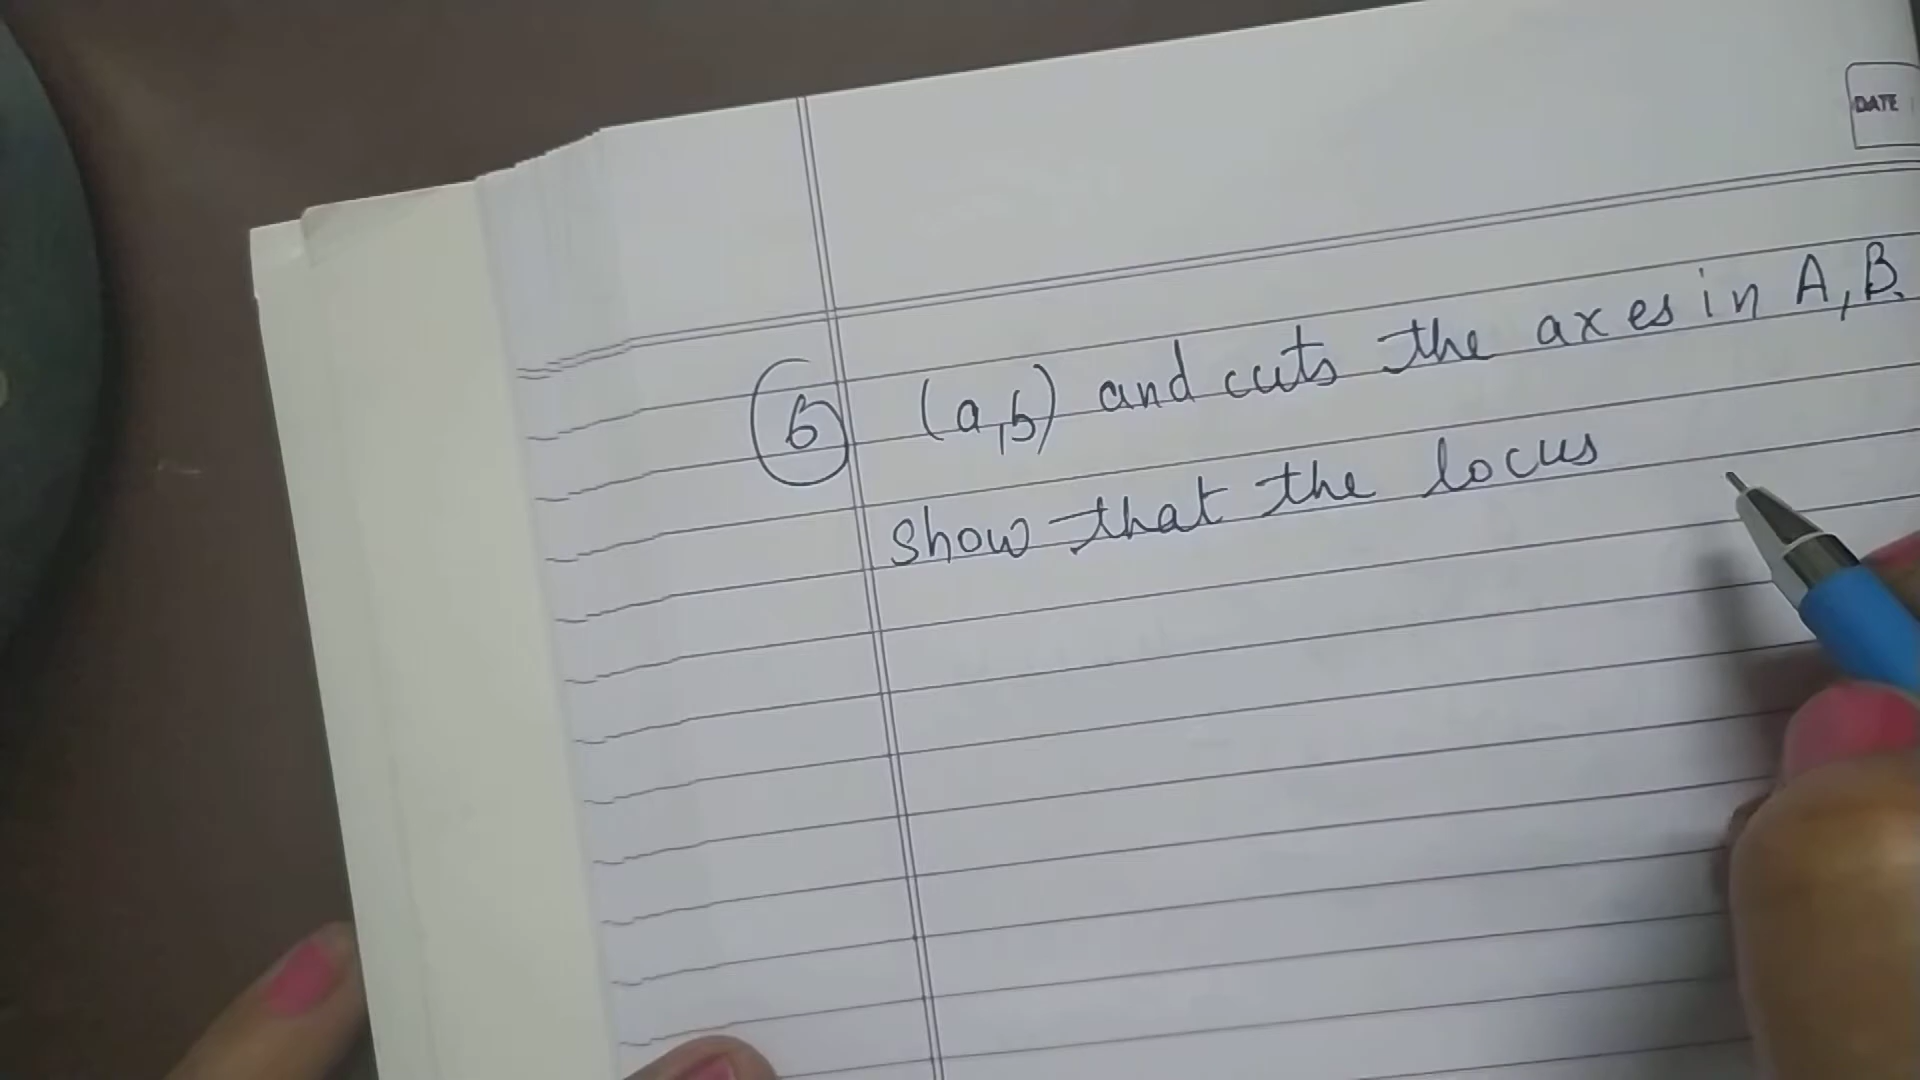 DATE
6 (a,b) and cuts the axes in A, B.
show that the locus